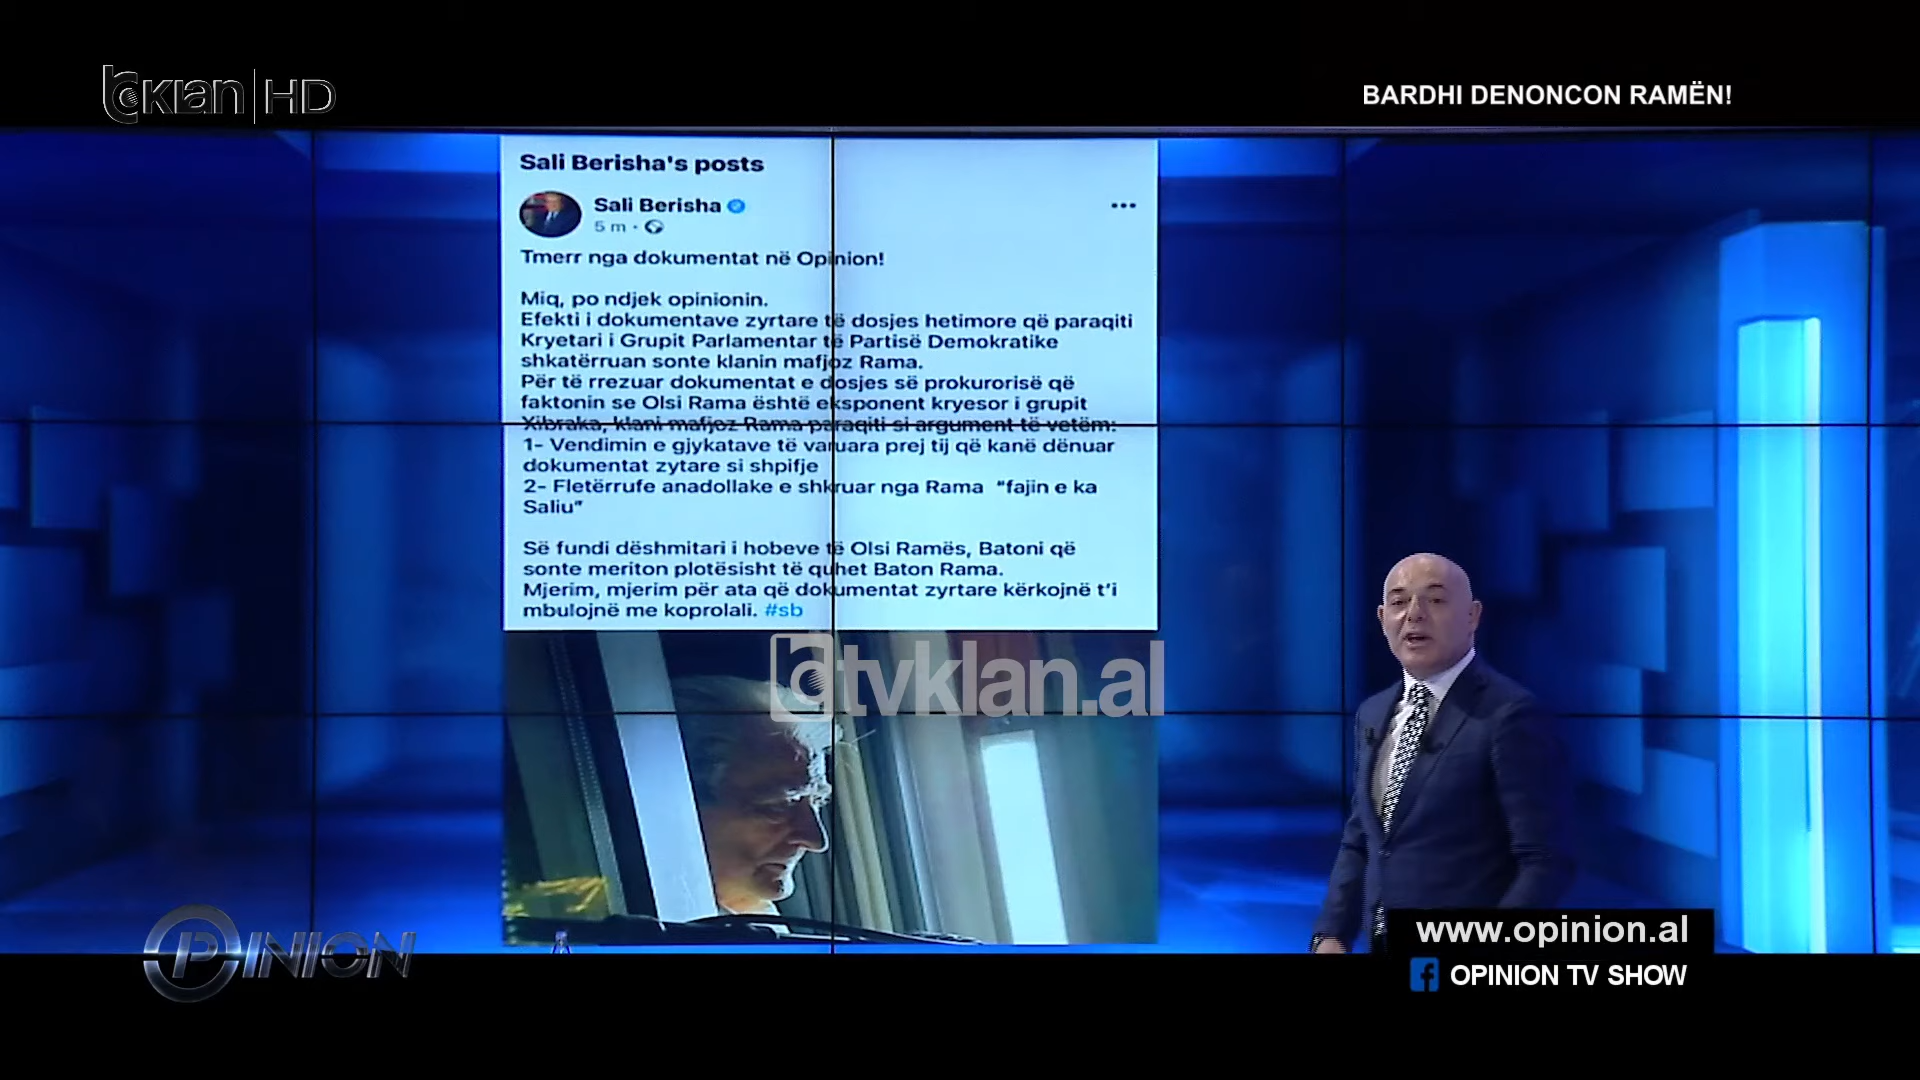 tvklan HD
BARDHI DENONCON RAMËN!
Sali Berisha's posts
Sali Berisha
5 m ·
Tmerr nga dokumentat në Opinion!
Miq, po ndjek opinionin.
Efekti i dokumentave zyrtare të dosjes hetimore që paraqiti
Kryetari i Grupit Parlamentar të Partisë Demokratike
shkatërruan sonte klanin mafjoz Rama.
Për të rrezuar dokumentat e dosjes së prokurorisë që
faktonin se Olsi Rama është eksponent kryesor i grupit
Xibraka, klani mafjoz Rama paraqiti si argument të vetëm:
1- Vendimin e gjykatave të varuara prej tij që kanë dënuar
dokumentat zytare si shpifje
2- Fletërrufe anadollake e shkruar nga Rama "fajin e ka
Saliu"
Së fundi dëshmitari i hobeve të Olsi Ramës, Batoni që
sonte meriton plotësisht të quhet Baton Rama.
Mjerim, mjerim për ata që dokumentat zyrtare kërkojnë t'i
mbulojnë me koprolali. #sb
tvklan.al
OPINION
www.opinion.al
OPINION TV SHOW